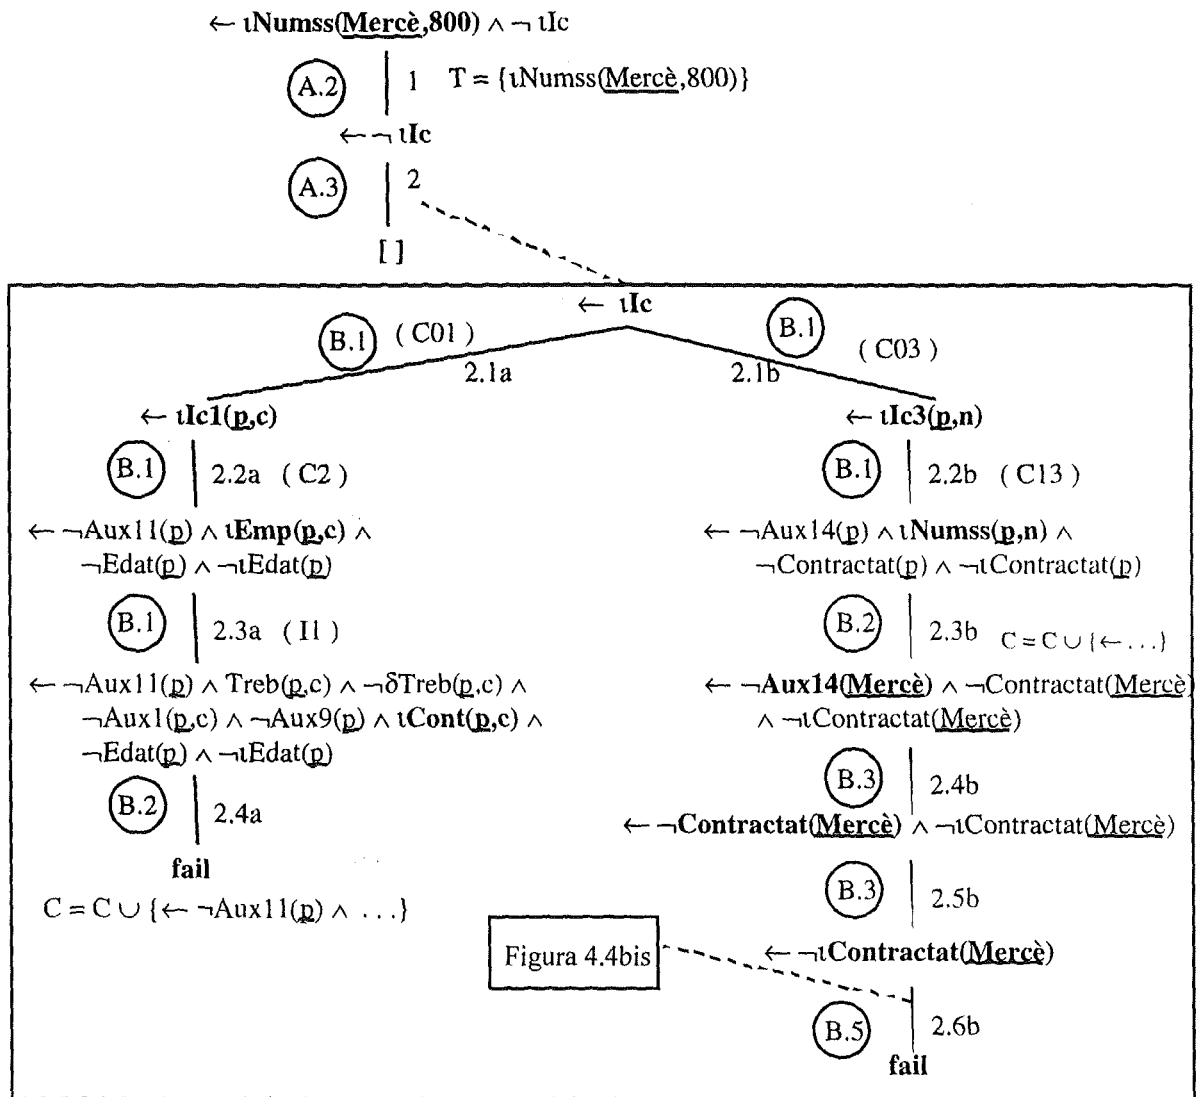 ← ιNumss(Mercè,800) ∧ ¬ ιIc
A.2 1 T = {ιNumss(Mercè,800)}
← ¬ ιIc
A.3 2
[ ]
← ιIc
B.1 ( C01 ) B.1 ( C03 )
2.1a 2.1b
← ιIc1(p,c)
B.1 2.2a ( C2 )
← ¬Aux11(p) ∧ ιEmp(p,c) ∧
¬Edat(p) ∧ ¬ιEdat(p)
B.1 2.3a ( I1 )
← ¬Aux11(p) ∧ Treb(p,c) ∧ ¬δTreb(p,c) ∧
¬Aux1(p,c) ∧ ¬Aux9(p) ∧ ιCont(p,c) ∧
¬Edat(p) ∧ ¬ιEdat(p)
B.2 2.4a
fail
C = C ∪ {← ¬Aux11(p) ∧ ...}
← ιIc3(p,n)
B.1 2.2b ( C13 )
← ¬Aux14(p) ∧ ιNumss(p,n) ∧
¬Contractat(p) ∧ ¬ιContractat(p)
B.2 2.3b C = C ∪ {← ...}
← ¬Aux14(Mercè) ∧ ¬Contractat(Mercè)
∧ ¬ιContractat(Mercè)
B.3 2.4b
← ¬Contractat(Mercè) ∧ ¬ιContractat(Mercè)
B.3 2.5b
← ¬ιContractat(Mercè)
Figura 4.4bis
B.5 2.6b
fail